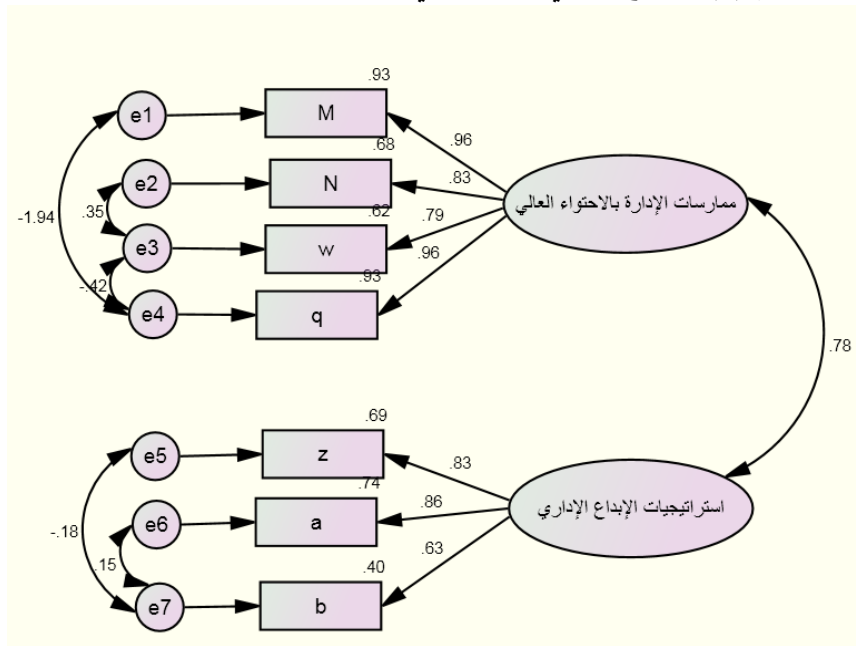 .93
e1
M
.96
.68
e2
N
.83
-1.94
.35
.62
.79
ممارسات الإدارة بالاحتواء العالي
e3
w
.96
.93
-.42
e4
q
.78
.69
e5
z
.83
.74
-.18
e6
a
.86
استراتيجيات الإبداع الإداري
.15
.63
.40
e7
b